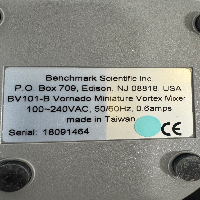 Benchmark Scientific Inc.
P.O. Box 709, Edison, NJ 08818, USA
BV101-B Vornado Miniature Vortex Mixer
100~240VAC, 50/60Hz, 0.6amps
made in Taiwan
Serial: 16091464
CE